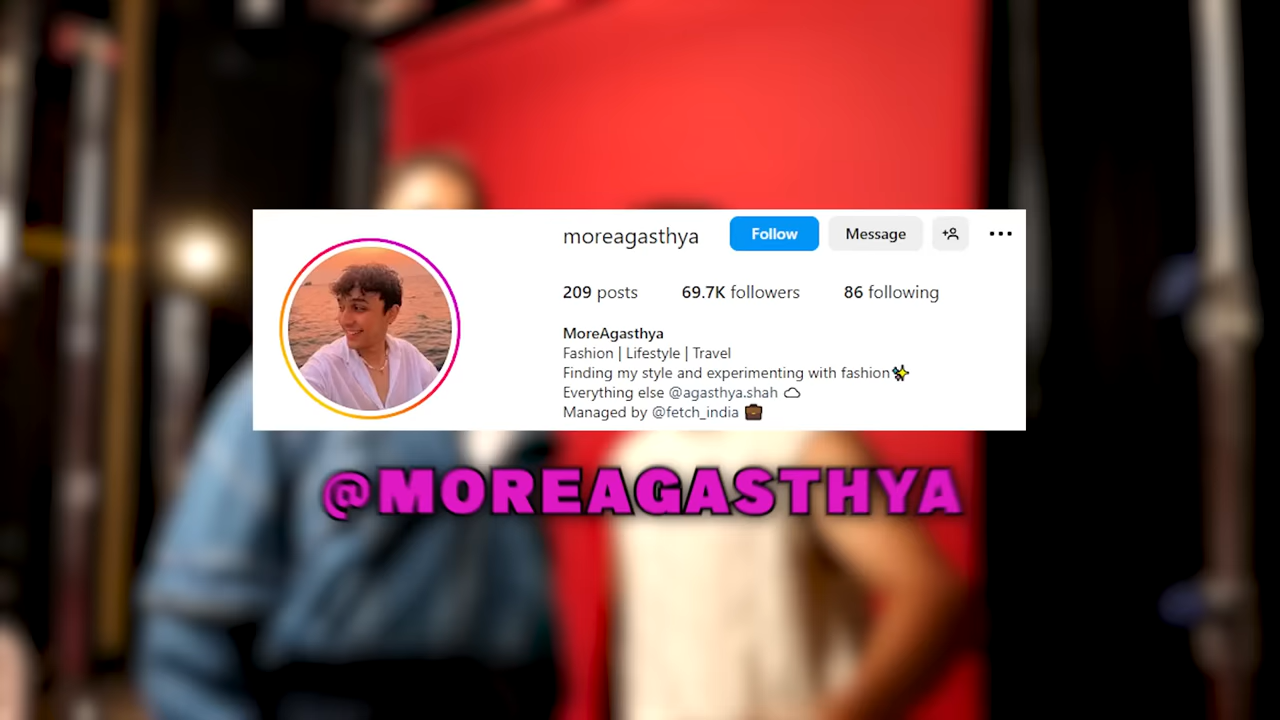 moreagasthya Follow Message
209 posts 69.7K followers 86 following
MoreAgasthya
Fashion | Lifestyle | Travel
Finding my style and experimenting with fashion✨
Everything else @agasthya.shah ☁
Managed by @fetch_india 💼
@MOREAGASTHYA